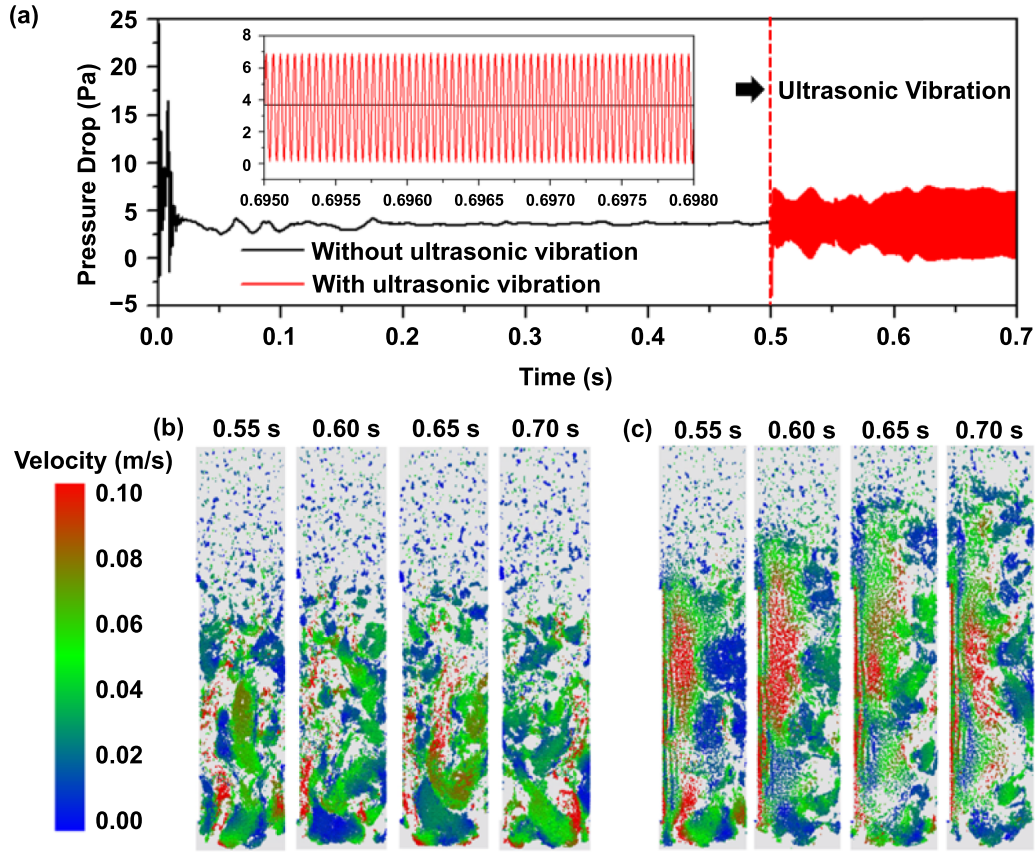 (a)
Pressure Drop (Pa)
25
20
15
10
5
0
−5
8
6
4
2
0
0.6950 0.6955 0.6960 0.6965 0.6970 0.6975 0.6980
Ultrasonic Vibration
Without ultrasonic vibration
With ultrasonic vibration
0.0 0.1 0.2 0.3 0.4 0.5 0.6 0.7
Time (s)
(b) 0.55 s 0.60 s 0.65 s 0.70 s
(c) 0.55 s 0.60 s 0.65 s 0.70 s
Velocity (m/s)
0.10
0.08
0.06
0.04
0.02
0.00